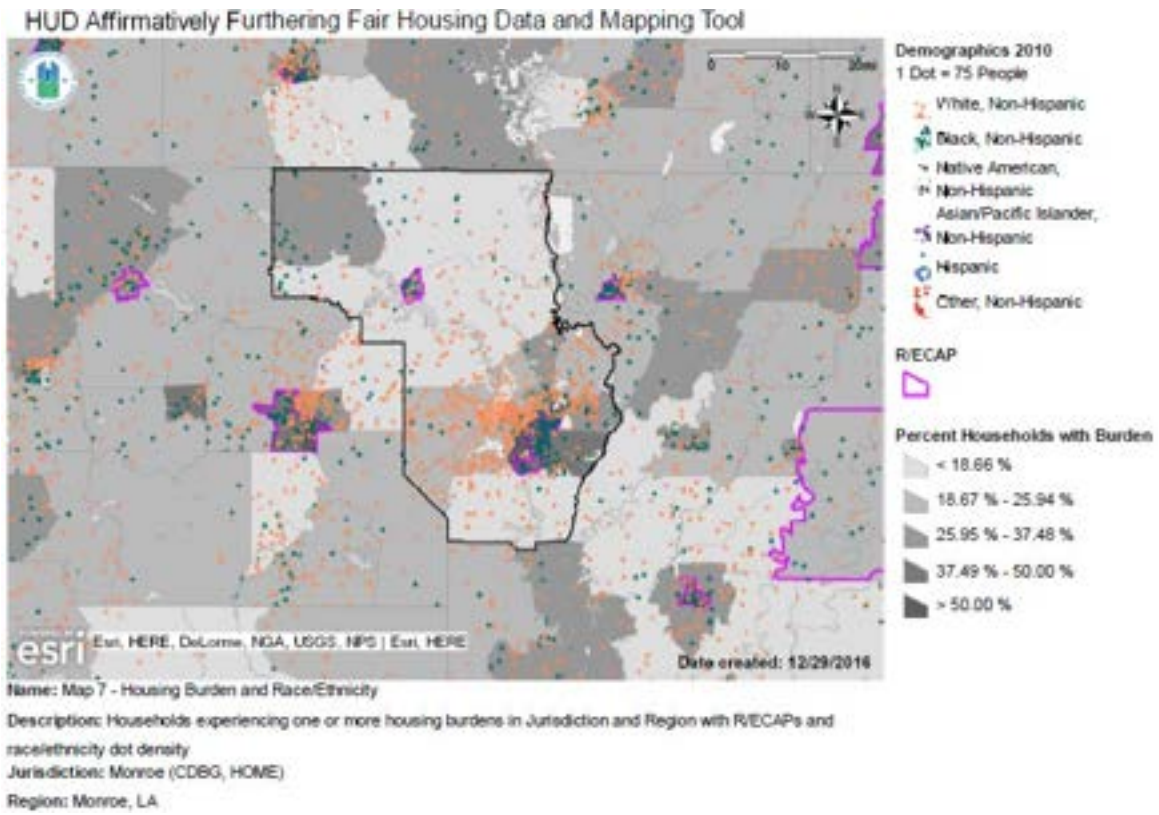 HUD Affirmatively Furthering Fair Housing Data and Mapping Tool
0 10 20mi
N
Demographics 2010
1 Dot = 75 People
White, Non-Hispanic
Black, Non-Hispanic
Native American,
Non-Hispanic
Asian/Pacific Islander,
Non-Hispanic
Hispanic
Other, Non-Hispanic
R/ECAP
Percent Households with Burden
< 18.66 %
18.67 % - 25.94 %
25.95 % - 37.48 %
37.49 % - 50.00 %
> 50.00 %
esri Esri, HERE, DeLorme, NGA, USGS, NPS | Esri, HERE
Date created: 12/29/2016
Name: Map 7 - Housing Burden and Race/Ethnicity
Description: Households experiencing one or more housing burdens in Jurisdiction and Region with R/ECAPs and
race/ethnicity dot density
Jurisdiction: Monroe (CDBG, HOME)
Region: Monroe, LA